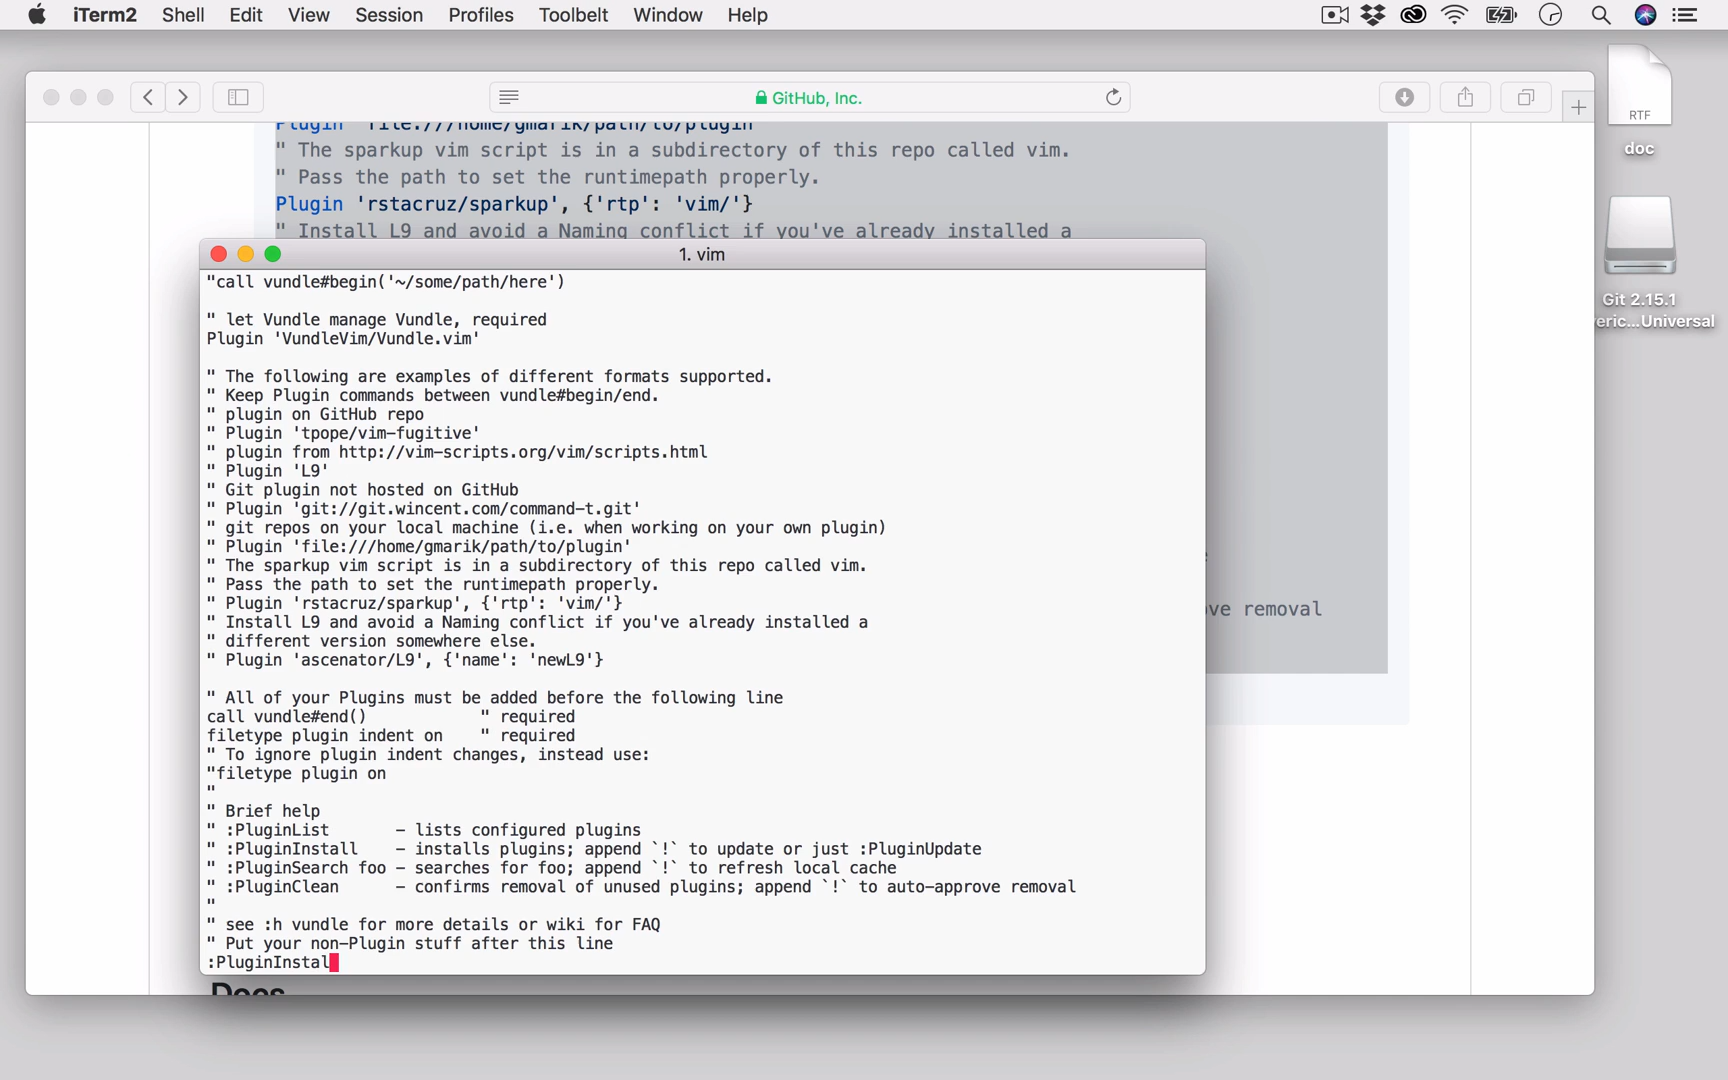 iTerm2 Shell Edit View Session Profiles Toolbelt Window Help
GitHub, Inc.
Plugin 'file:///home/gmarik/path/to/plugin'
" The sparkup vim script is in a subdirectory of this repo called vim.
" Pass the path to set the runtimepath properly.
Plugin 'rstacruz/sparkup', {'rtp': 'vim/'}
" Install L9 and avoid a Naming conflict if you've already installed a
ove removal
1. vim
"call vundle#begin('~/some/path/here')
" let Vundle manage Vundle, required
Plugin 'VundleVim/Vundle.vim'
" The following are examples of different formats supported.
" Keep Plugin commands between vundle#begin/end.
" plugin on GitHub repo
" Plugin 'tpope/vim-fugitive'
" plugin from http://vim-scripts.org/vim/scripts.html
" Plugin 'L9'
" Git plugin not hosted on GitHub
" Plugin 'git://git.wincent.com/command-t.git'
" git repos on your local machine (i.e. when working on your own plugin)
" Plugin 'file:///home/gmarik/path/to/plugin'
" The sparkup vim script is in a subdirectory of this repo called vim.
" Pass the path to set the runtimepath properly.
" Plugin 'rstacruz/sparkup', {'rtp': 'vim/'}
" Install L9 and avoid a Naming conflict if you've already installed a
" different version somewhere else.
" Plugin 'ascenator/L9', {'name': 'newL9'}
" All of your Plugins must be added before the following line
call vundle#end()            " required
filetype plugin indent on    " required
" To ignore plugin indent changes, instead use:
"filetype plugin on
"
" Brief help
" :PluginList       - lists configured plugins
" :PluginInstall    - installs plugins; append `!` to update or just :PluginUpdate
" :PluginSearch foo - searches for foo; append `!` to refresh local cache
" :PluginClean      - confirms removal of unused plugins; append `!` to auto-approve removal
"
" see :h vundle for more details or wiki for FAQ
" Put your non-Plugin stuff after this line
:PluginInstal
Docs
RTF
doc
Git 2.15.1
eric...Universal